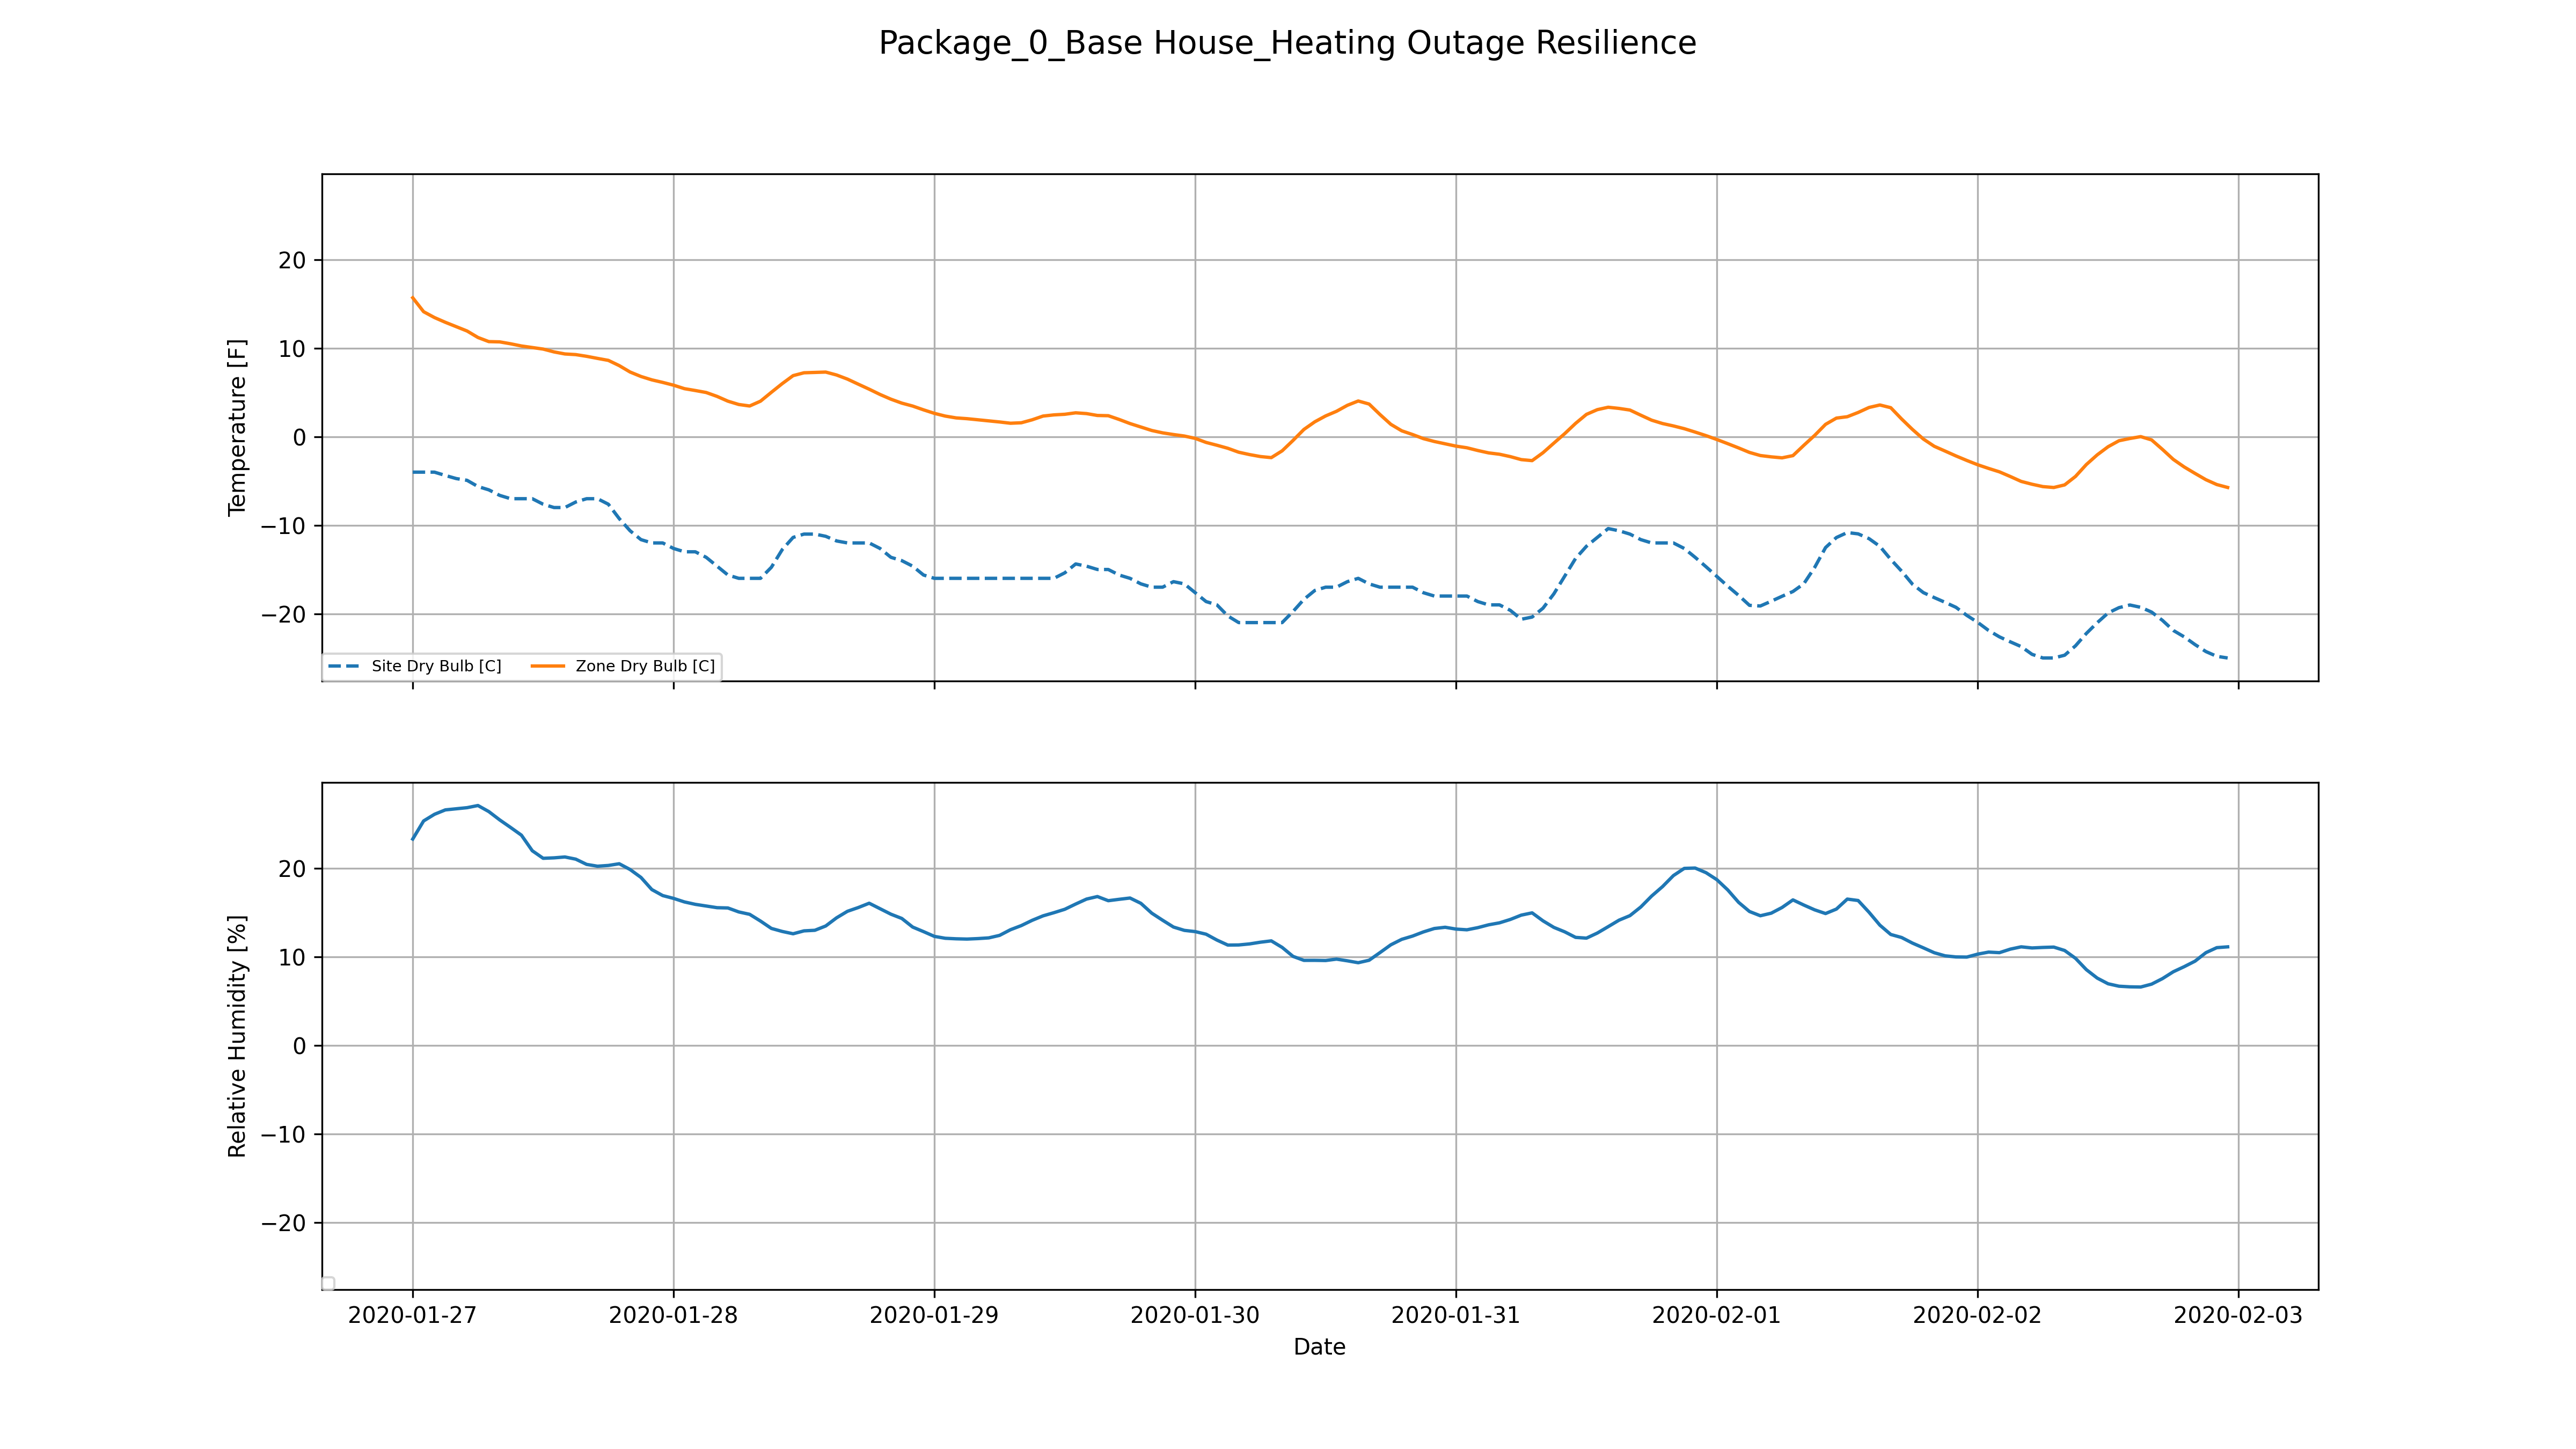 Package_0_Base House_Heating Outage Resilience
Temperature [F]
20
10
0
−10
−20
Site Dry Bulb [C] Zone Dry Bulb [C]
Relative Humidity [%]
20
10
0
−10
−20
2020-01-27 2020-01-28 2020-01-29 2020-01-30 2020-01-31 2020-02-01 2020-02-02 2020-02-03
Date